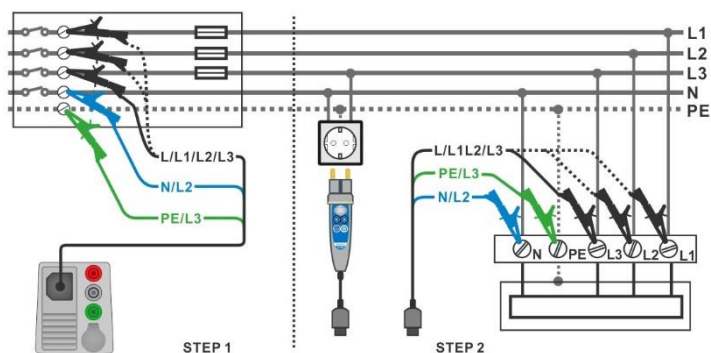 L1
L2
L3
N
PE
L/L1/L2/L3
N/L2
PE/L3
STEP 1
L/L1L2/L3
PE/L3
N/L2
N PE L3 L2 L1
STEP 2